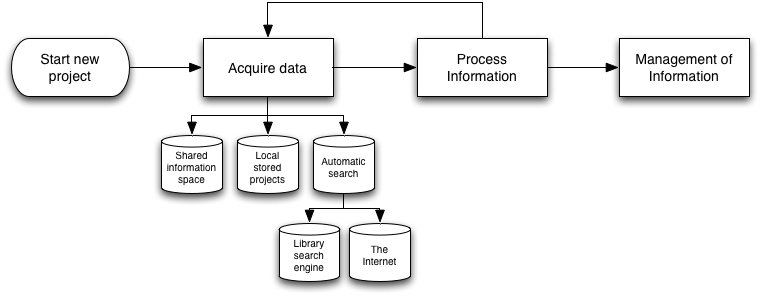 Start new
project
Acquire data
Process
Information
Management of
Information
Shared
information
space
Local
stored
projects
Automatic
search
Library
search
engine
The
Internet